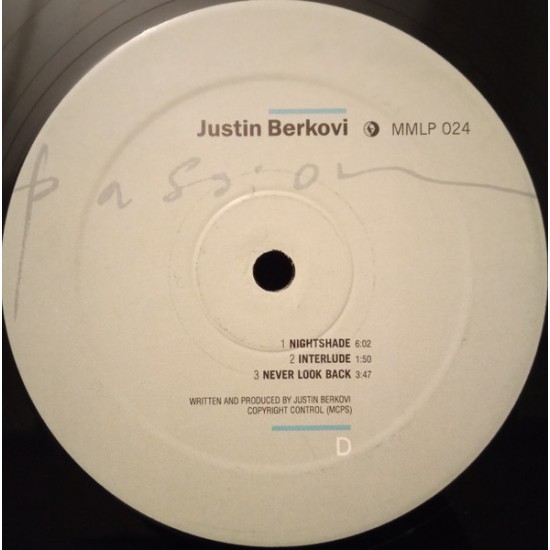 Justin Berkovi MMLP 024
passion
1 NIGHTSHADE 6:02
2 INTERLUDE 1:50
3 NEVER LOOK BACK 3:47
WRITTEN AND PRODUCED BY JUSTIN BERKOVI
COPYRIGHT CONTROL (MCPS)
D